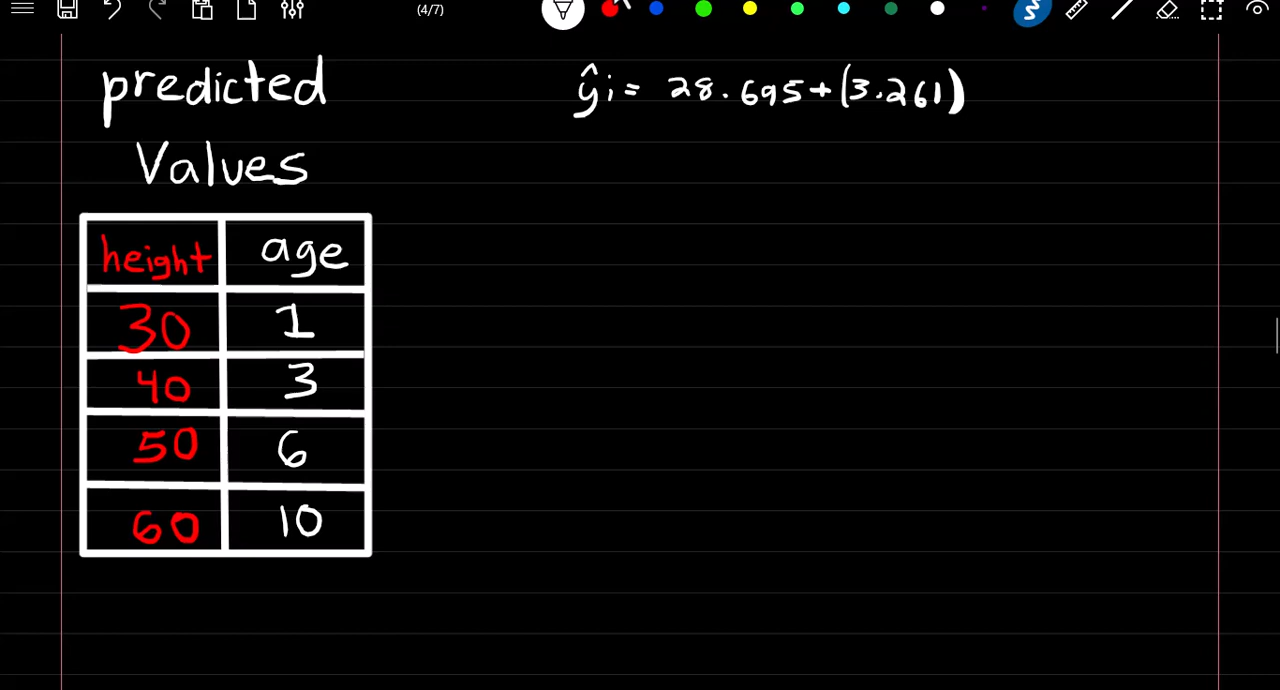 (4/7)
predicted
Values
ŷi = 28.695+(3.261)
height age
30 1
40 3
50 6
60 10